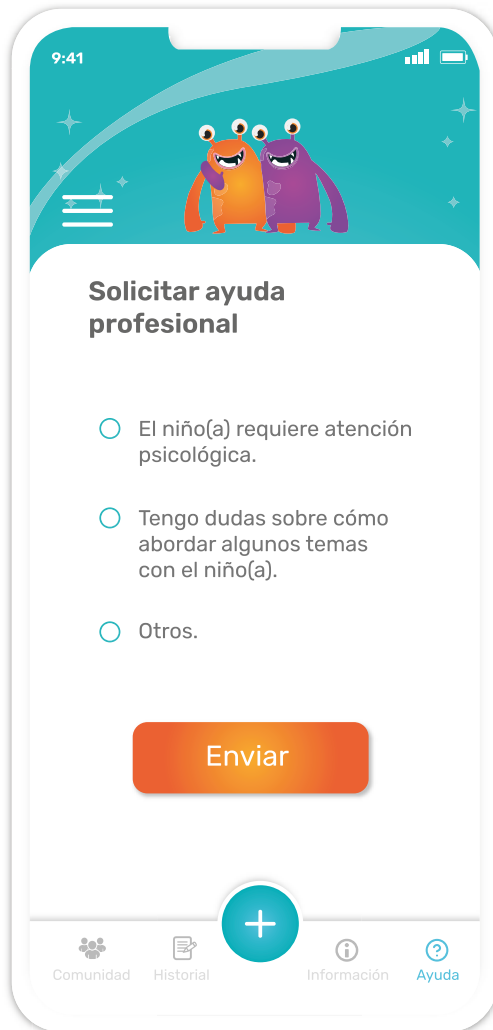 9:41
Solicitar ayuda
profesional
El niño(a) requiere atención
psicológica.
Tengo dudas sobre cómo
abordar algunos temas
con el niño(a).
Otros.
Enviar
Comunidad Historial Información Ayuda